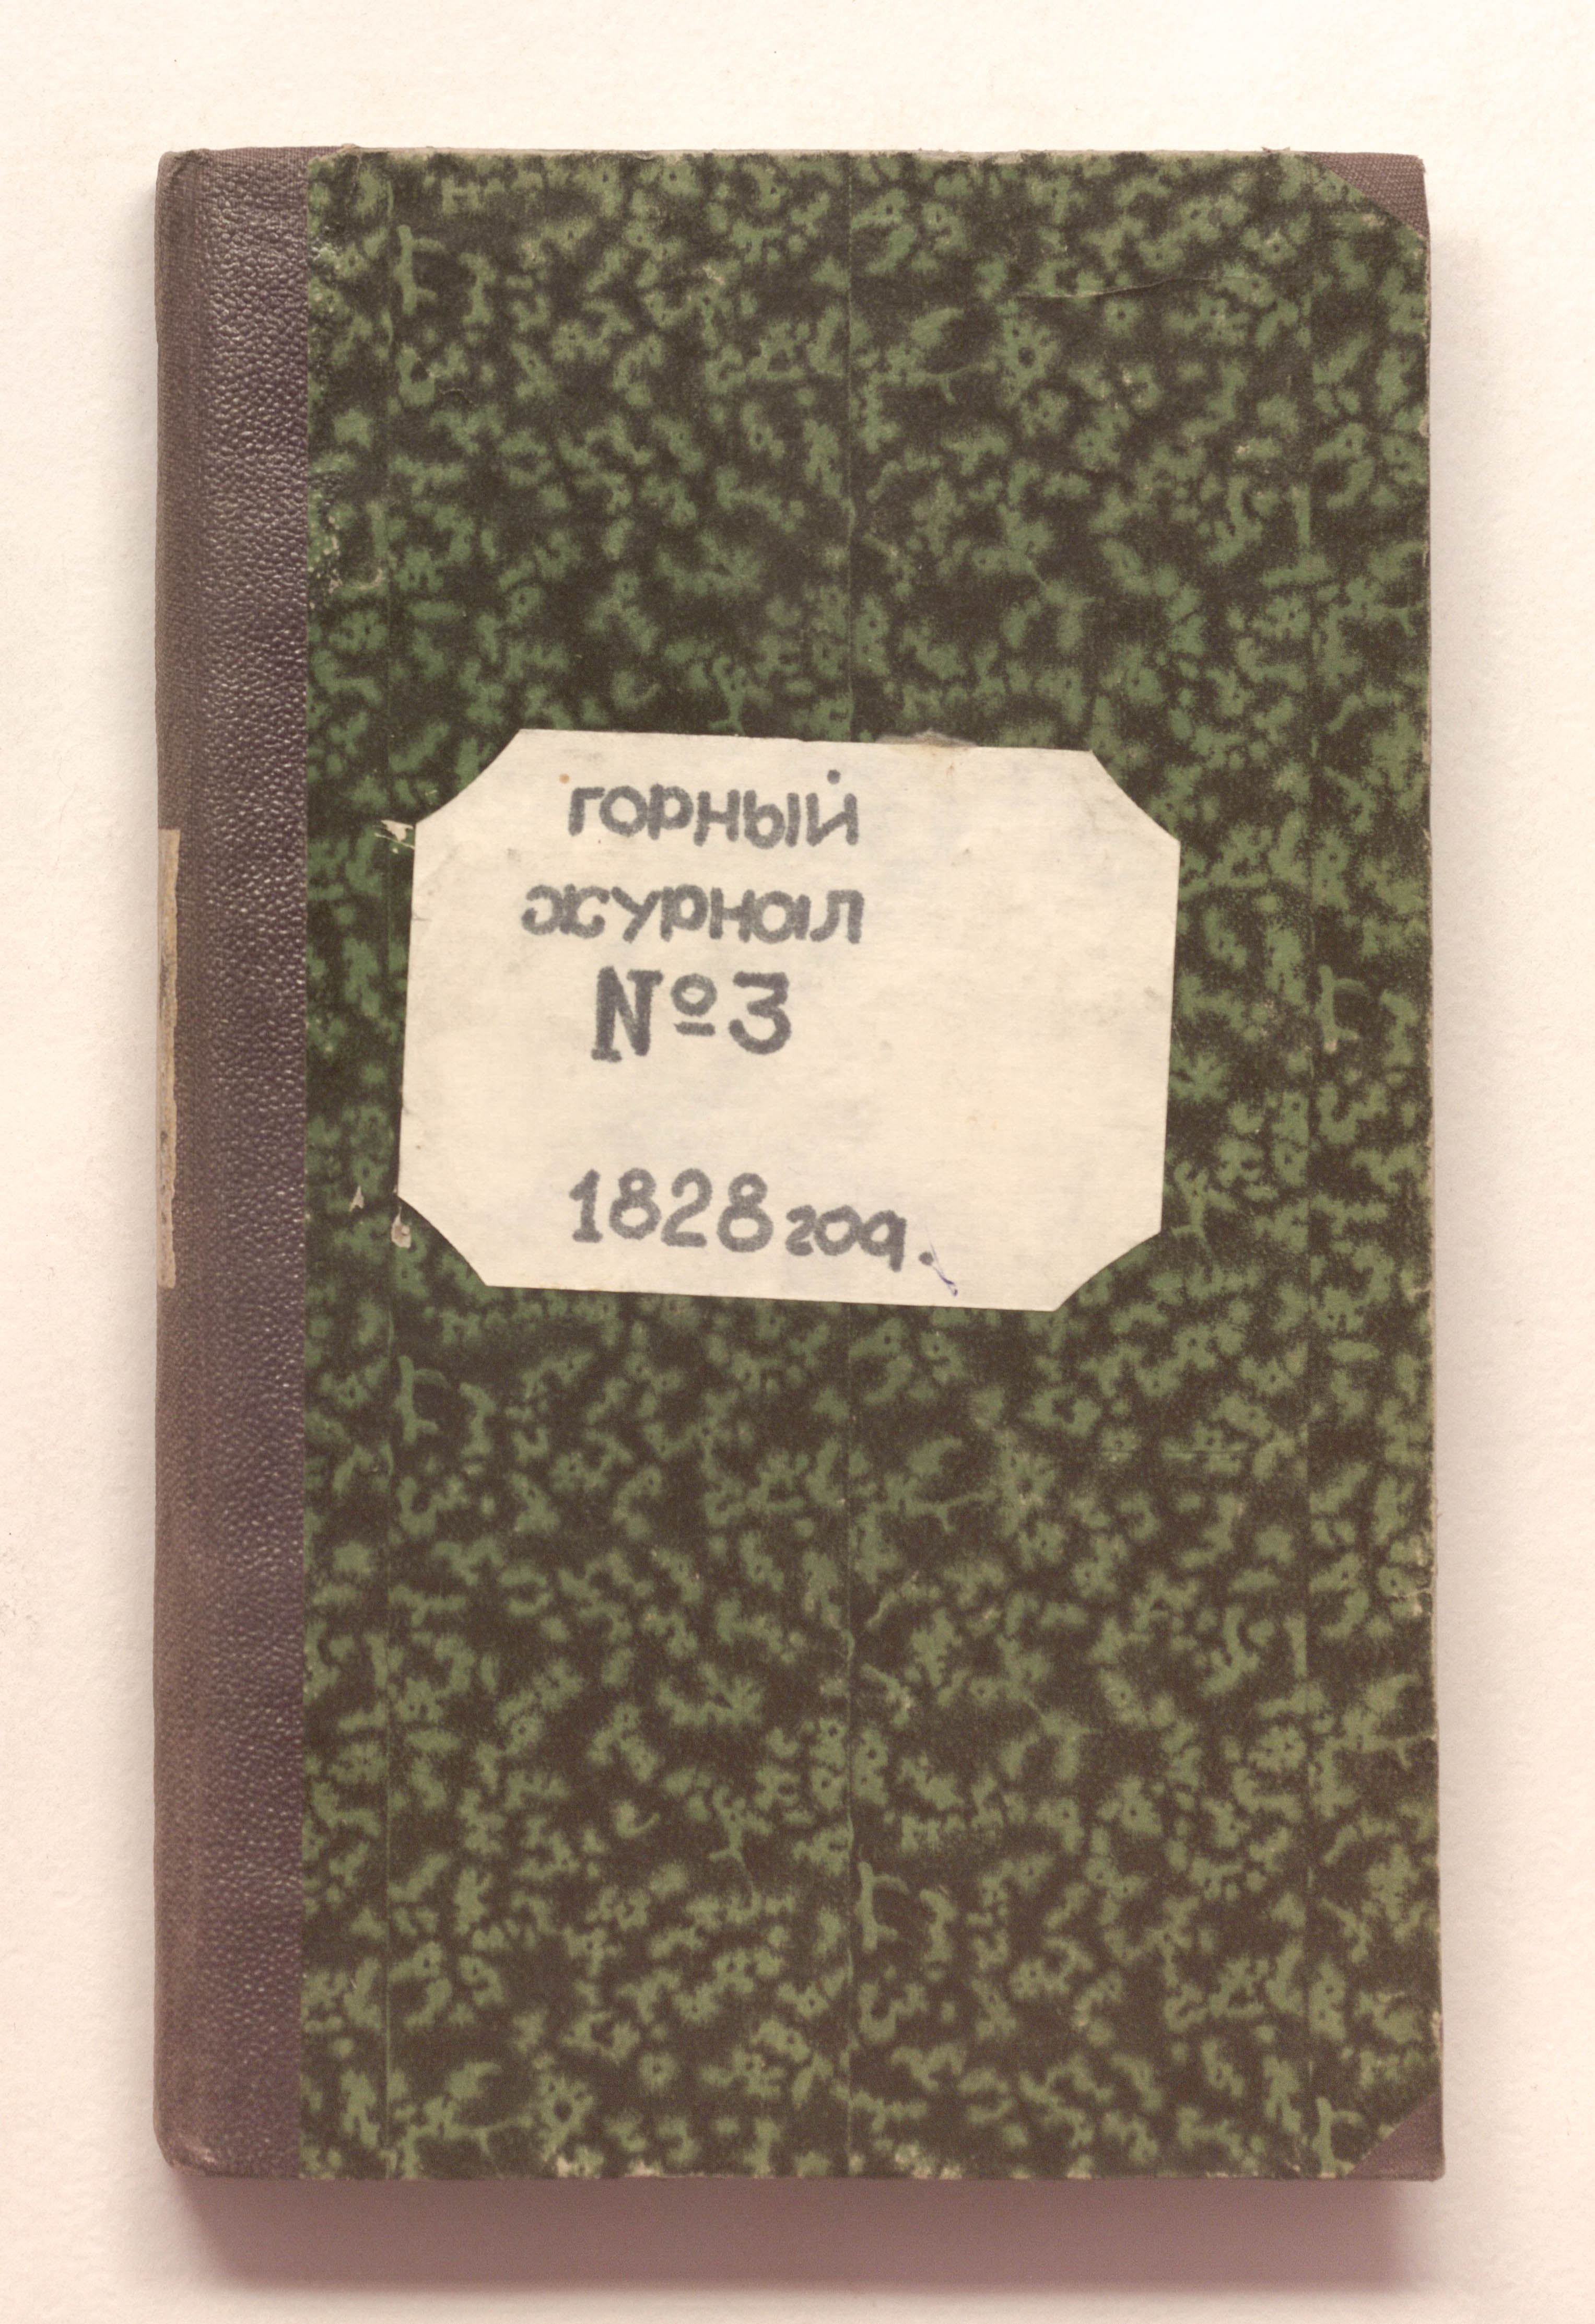 горный
журнал
№3
1828 год.